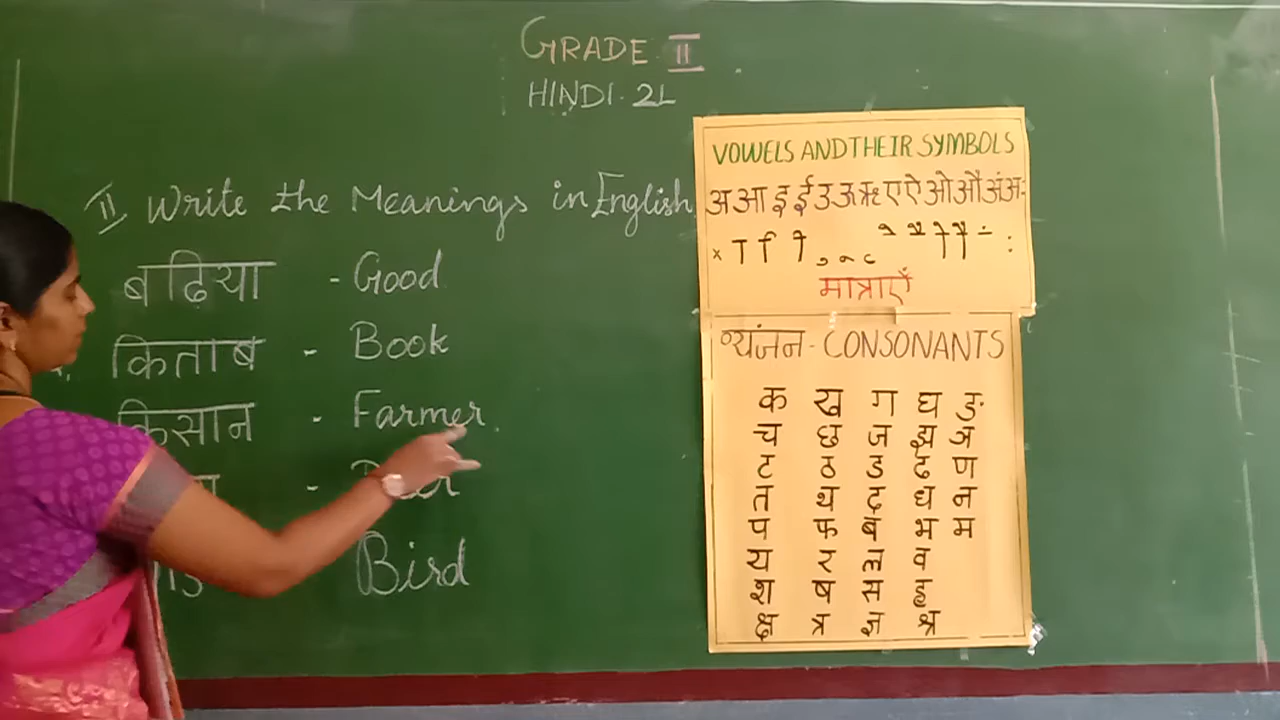 GRADE II
HINDI 2L
II) Write the Meanings in English
बढ़िया - Good
किताब - Book
किसान - Farmer
-
Bird
VOWELS AND THEIR SYMBOLS
अ आ इ ई उ ऊ ऋ ए ऐ ओ औ अं अः
× ा ि ी ु ू ृ े ै ो ौ ं ः
मात्राएँ
व्यंजन - CONSONANTS
क ख ग घ ङ
च छ ज झ ञ
ट ठ ड ढ ण
त थ द ध न
प फ ब भ म
य र ल व
श ष स ह
क्ष त्र ज्ञ श्र